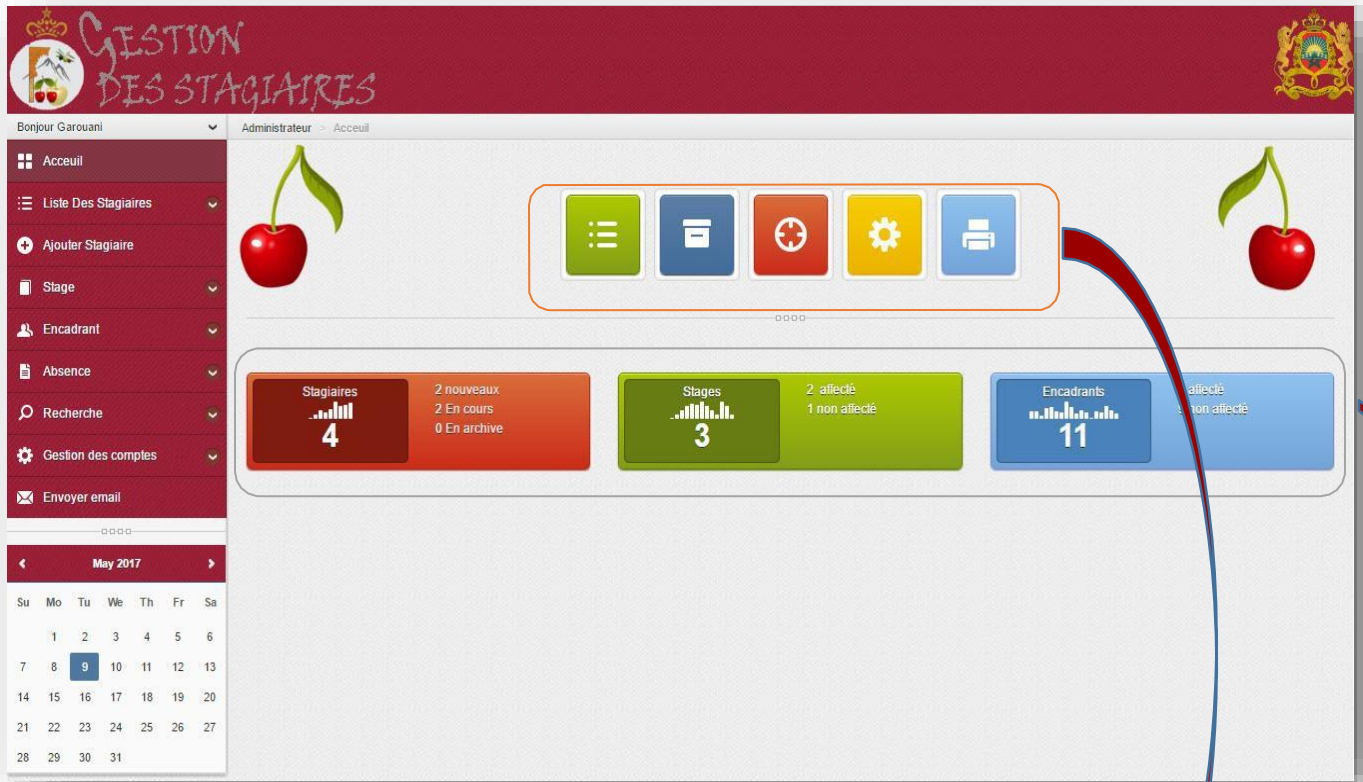 GESTION
DES STAGIAIRES
Bonjour Garouani
Administrateur > Acceuil
Acceuil
Liste Des Stagiaires
Ajouter Stagiaire
Stage
Encadrant
Absence
Recherche
Gestion des comptes
Envoyer email
May 2017
Su Mo Tu We Th Fr Sa
1 2 3 4 5 6
7 8 9 10 11 12 13
14 15 16 17 18 19 20
21 22 23 24 25 26 27
28 29 30 31
Stagiaires
4
2 nouveaux
2 En cours
0 En archive
Stages
3
2 affecté
1 non affecté
Encadrants
11
affecté
non affecté